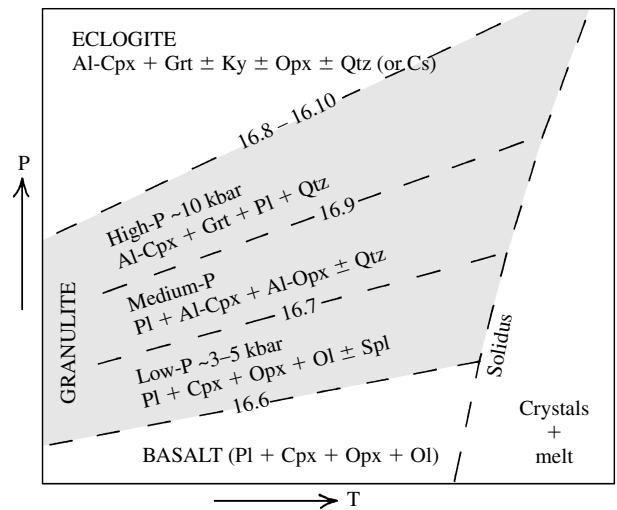 ECLOGITE
Al-Cpx + Grt ± Ky ± Opx ± Qtz (or Cs)
16.8 – 16.10
P
High-P ~10 kbar
Al-Cpx + Grt + Pl + Qtz
16.9
Medium-P
Pl + Al-Cpx + Al-Opx ± Qtz
16.7
GRANULITE
Low-P ~3–5 kbar
Pl + Cpx + Opx + Ol ± Spl
16.6
Solidus
Crystals
+
melt
BASALT (Pl + Cpx + Opx + Ol)
T